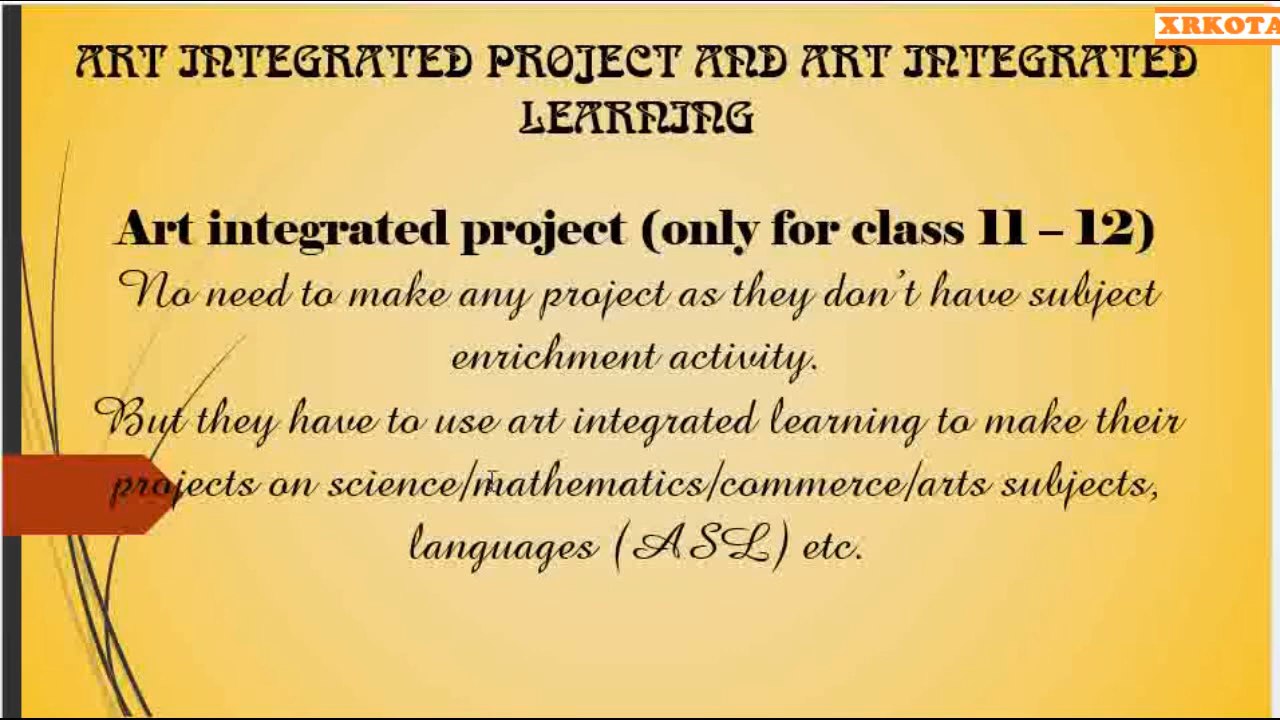 XRKOTA
ART INTEGRATED PROJECT AND ART INTEGRATED
LEARNING
Art integrated project (only for class 11 – 12)
No need to make any project as they don't have subject
enrichment activity.
But they have to use art integrated learning to make their
projects on science/mathematics/commerce/arts subjects,
languages (ASL) etc.